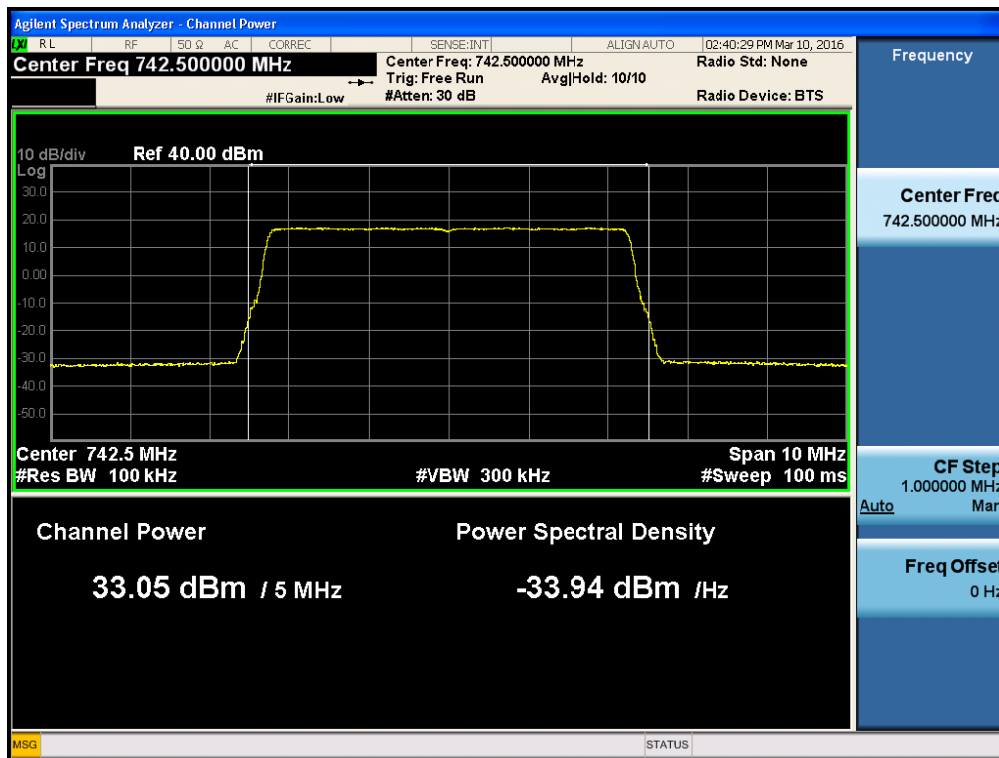 Agilent Spectrum Analyzer - Channel Power
LXI RL RF 50 Ω AC CORREC SENSE:INT ALIGN AUTO 02:40:29 PM Mar 10, 2016
Center Freq 742.500000 MHz
Center Freq: 742.500000 MHz
Radio Std: None
Trig: Free Run Avg|Hold: 10/10
#IFGain:Low
#Atten: 30 dB
Radio Device: BTS
10 dB/div Ref 40.00 dBm
Log
30.0
20.0
10.0
0.00
-10.0
-20.0
-30.0
-40.0
-50.0
Center 742.5 MHz
Span 10 MHz
#Res BW 100 kHz
#VBW 300 kHz
#Sweep 100 ms
Channel Power
Power Spectral Density
33.05 dBm / 5 MHz
-33.94 dBm /Hz
Frequency
Center Freq
742.500000 MHz
CF Step
1.000000 MHz
Auto Man
Freq Offset
0 Hz
MSG
STATUS